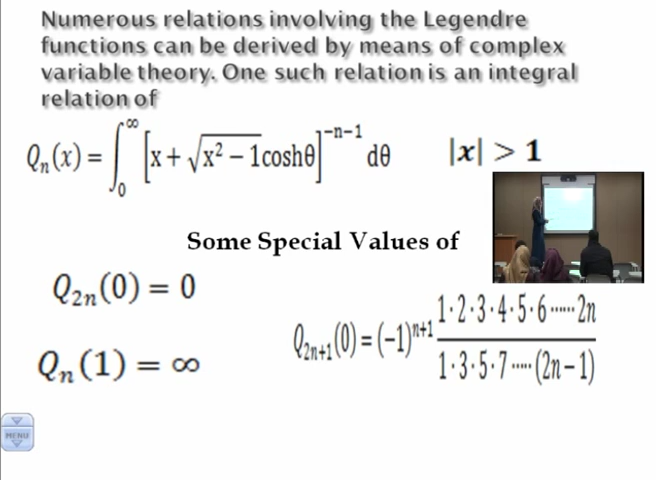 Numerous relations involving the Legendre
functions can be derived by means of complex
variable theory. One such relation is an integral
relation of
Qₙ(x) = ∫₀^∞ [x + √(x² − 1)coshθ]^(−n−1) dθ |x| > 1
Some Special Values of
Q₂ₙ(0) = 0
Q₂ₙ₊₁(0) = (−1)ⁿ⁺¹ (1·2·3·4·5·6······2n)/(1·3·5·7·····(2n−1))
Qₙ(1) = ∞
MENU